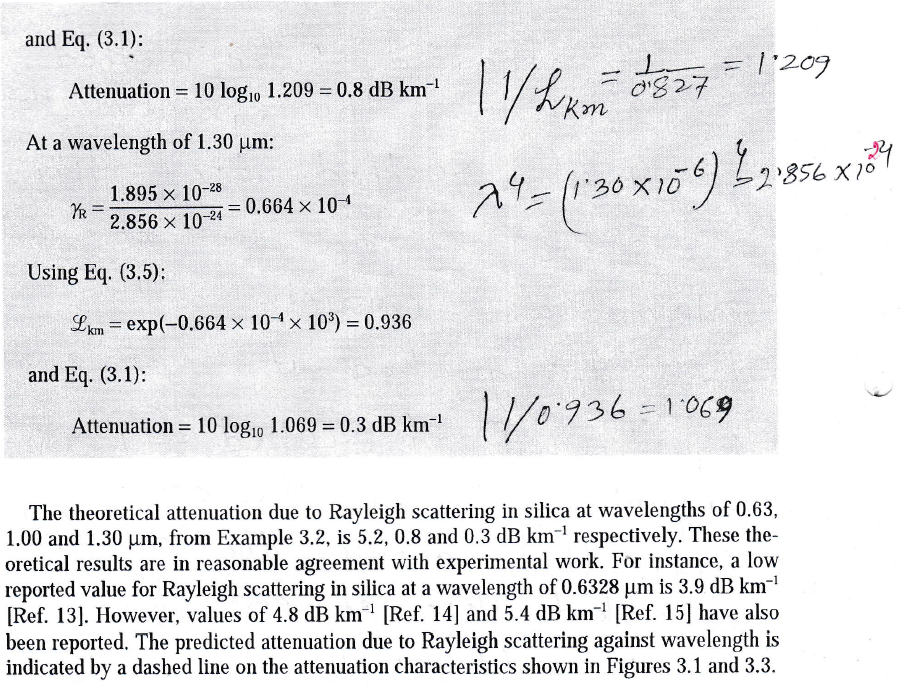 and Eq. (3.1):
Attenuation = 10 log₁₀ 1.209 = 0.8 dB km⁻¹
1/ℒkm = 1/0.827 = 1.209
At a wavelength of 1.30 μm:
γR = 1.895 × 10⁻²⁸ / 2.856 × 10⁻²⁴ = 0.664 × 10⁻⁴
λ⁴ = (1.30 × 10⁻⁶)⁴ = 2.856 × 10⁻²⁴
Using Eq. (3.5):
ℒkm = exp(−0.664 × 10⁻⁴ × 10³) = 0.936
and Eq. (3.1):
Attenuation = 10 log₁₀ 1.069 = 0.3 dB km⁻¹
1/0.936 = 1.069
The theoretical attenuation due to Rayleigh scattering in silica at wavelengths of 0.63,
1.00 and 1.30 μm, from Example 3.2, is 5.2, 0.8 and 0.3 dB km⁻¹ respectively. These the-
oretical results are in reasonable agreement with experimental work. For instance, a low
reported value for Rayleigh scattering in silica at a wavelength of 0.6328 μm is 3.9 dB km⁻¹
[Ref. 13]. However, values of 4.8 dB km⁻¹ [Ref. 14] and 5.4 dB km⁻¹ [Ref. 15] have also
been reported. The predicted attenuation due to Rayleigh scattering against wavelength is
indicated by a dashed line on the attenuation characteristics shown in Figures 3.1 and 3.3.